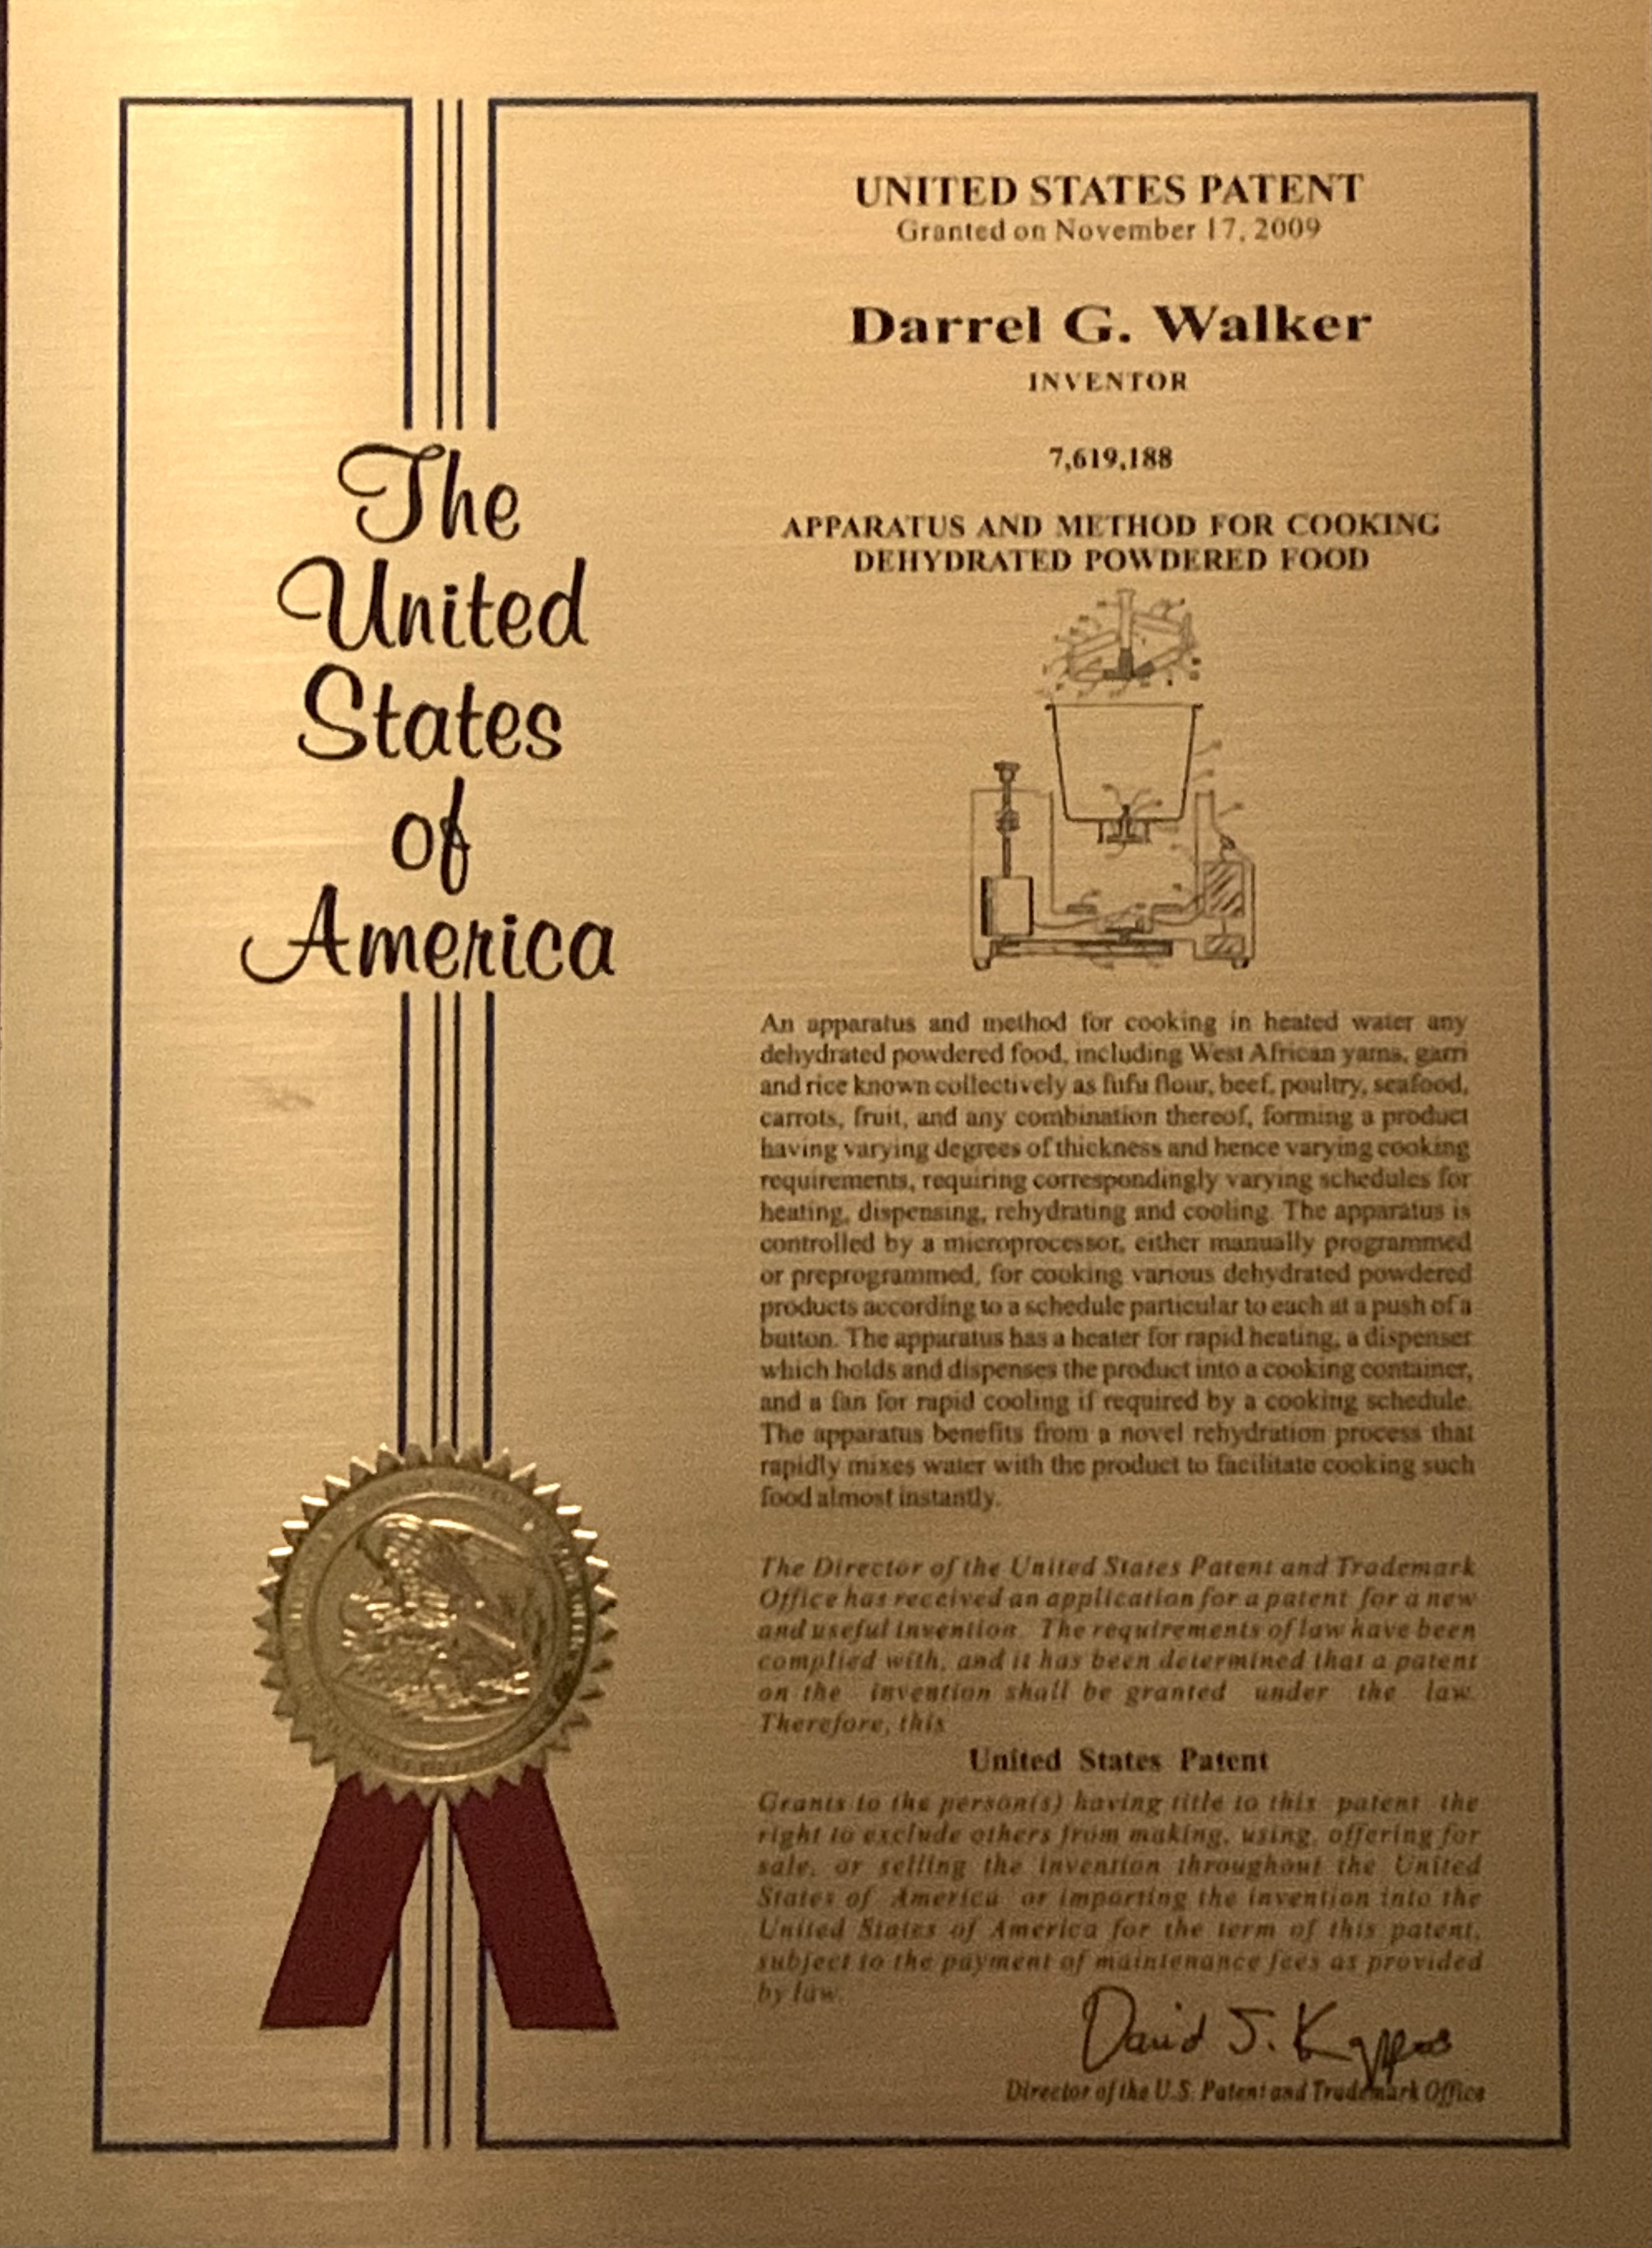 The
United
States
of
America
UNITED STATES PATENT
Granted on November 17, 2009
Darrel G. Walker
INVENTOR
7,619,188
APPARATUS AND METHOD FOR COOKING
DEHYDRATED POWDERED FOOD
An apparatus and method for cooking in heated water any
dehydrated powdered food, including West African yams, garri
and rice known collectively as fufu flour, beef, poultry, seafood,
carrots, fruit, and any combination thereof, forming a product
having varying degrees of thickness and hence varying cooking
requirements, requiring correspondingly varying schedules for
heating, dispensing, rehydrating and cooling. The apparatus is
controlled by a microprocessor, either manually programmed
or preprogrammed, for cooking various dehydrated powdered
products according to a schedule particular to each at a push of a
button. The apparatus has a heater for rapid heating, a dispenser
which holds and dispenses the product into a cooking container,
and a fan for rapid cooling if required by a cooking schedule.
The apparatus benefits from a novel rehydration process that
rapidly mixes water with the product to facilitate cooking such
food almost instantly.
The Director of the United States Patent and Trademark
Office has received an application for a patent for a new
and useful invention. The requirements of law have been
complied with, and it has been determined that a patent
on the invention shall be granted under the law.
Therefore, this
United States Patent
Grants to the person(s) having title to this patent the
right to exclude others from making, using, offering for
sale, or selling the invention throughout the United
States of America or importing the invention into the
United States of America for the term of this patent,
subject to the payment of maintenance fees as provided
by law.
David J. Kappos
Director of the U.S. Patent and Trademark Office